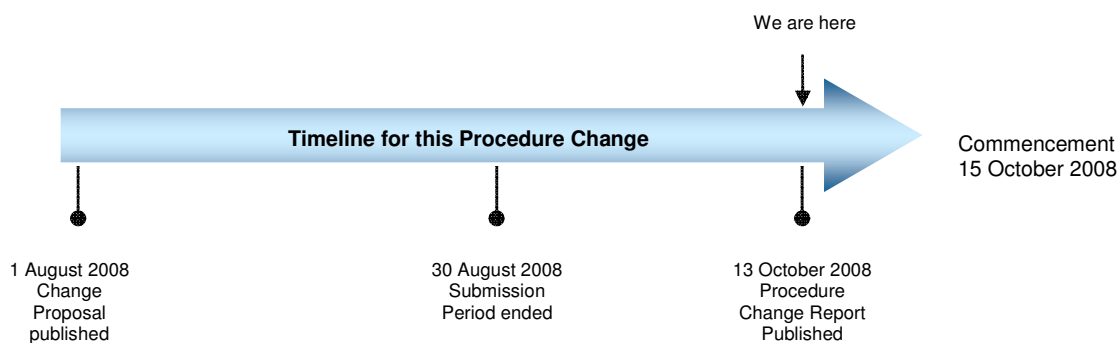 We are here
Timeline for this Procedure Change
Commencement
15 October 2008
1 August 2008
Change
Proposal
published
30 August 2008
Submission
Period ended
13 October 2008
Procedure
Change Report
Published